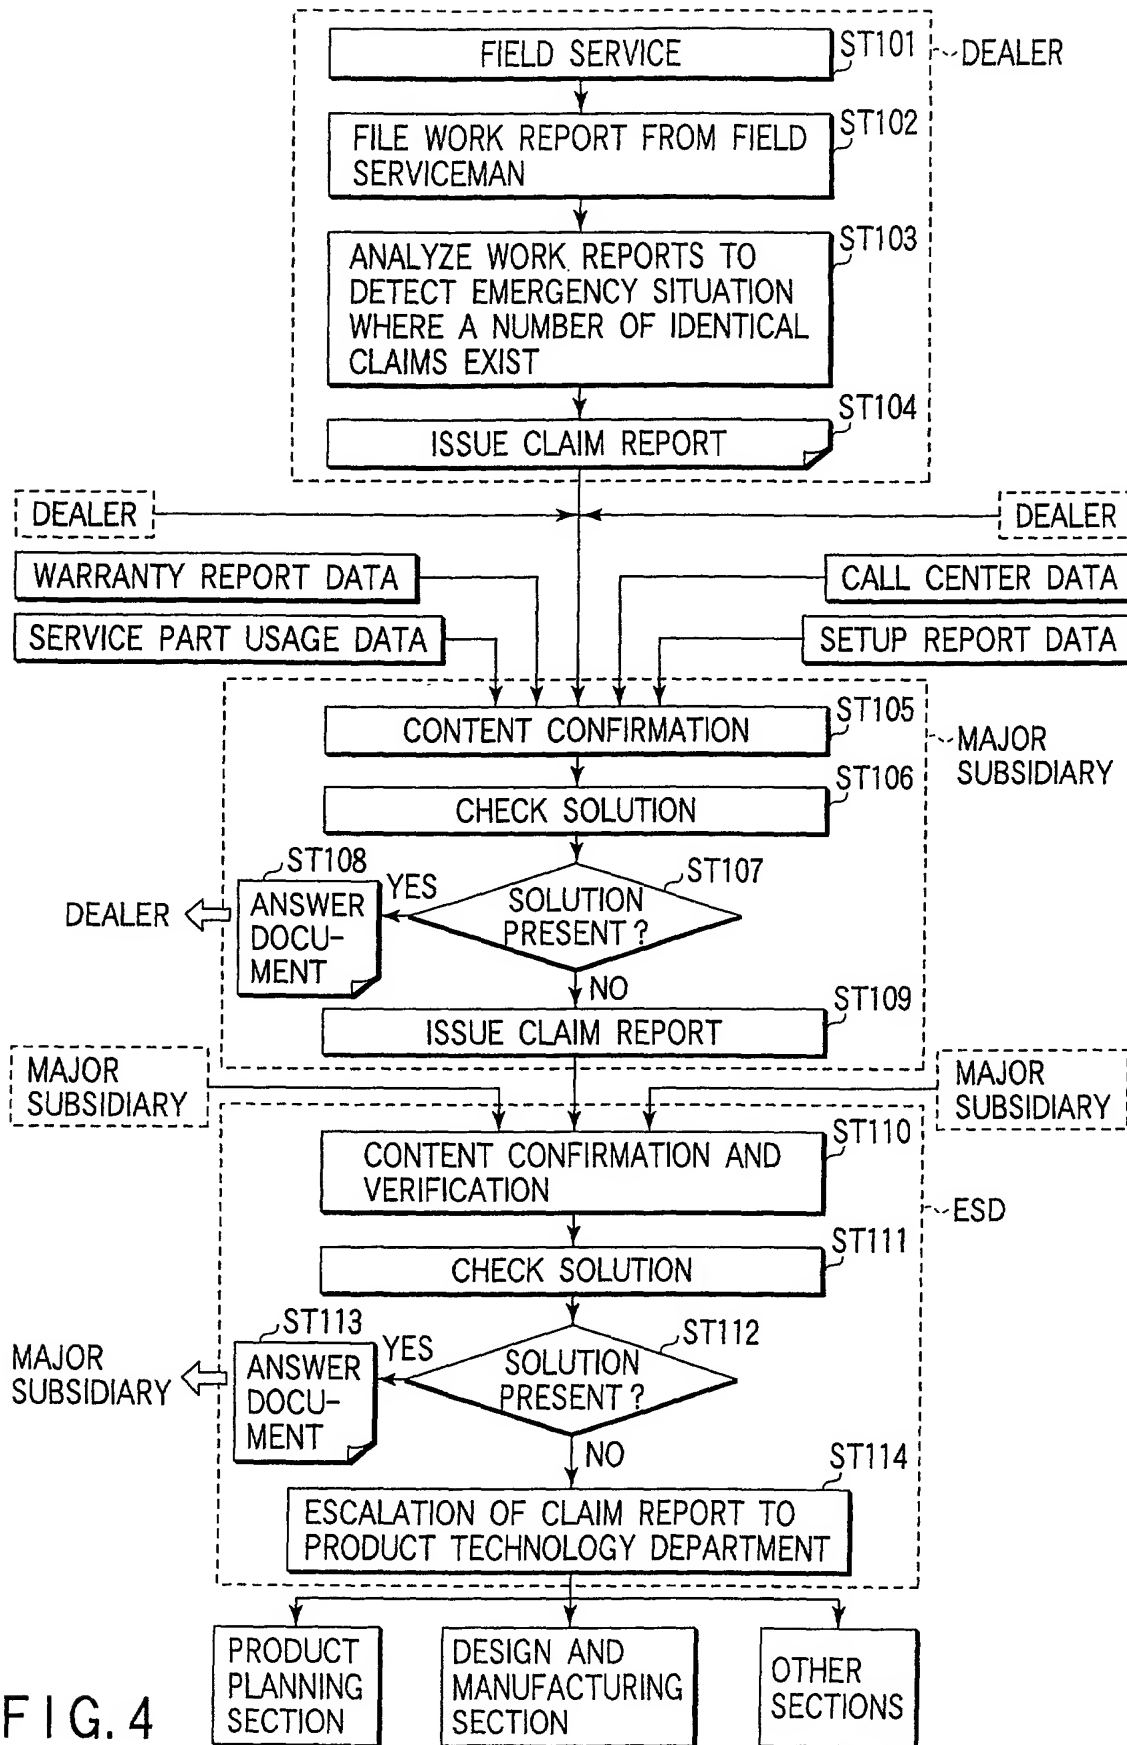 FIELD SERVICE
ST101
DEALER
FILE WORK REPORT FROM FIELD
SERVICEMAN
ST102
ANALYZE WORK REPORTS TO
DETECT EMERGENCY SITUATION
WHERE A NUMBER OF IDENTICAL
CLAIMS EXIST
ST103
ISSUE CLAIM REPORT
ST104
DEALER
DEALER
WARRANTY REPORT DATA
CALL CENTER DATA
SERVICE PART USAGE DATA
SETUP REPORT DATA
CONTENT CONFIRMATION
ST105
MAJOR
SUBSIDIARY
CHECK SOLUTION
ST106
ST108
YES
SOLUTION
PRESENT?
ST107
DEALER
ANSWER
DOCU-
MENT
NO
ISSUE CLAIM REPORT
ST109
MAJOR
SUBSIDIARY
MAJOR
SUBSIDIARY
CONTENT CONFIRMATION AND
VERIFICATION
ST110
ESD
CHECK SOLUTION
ST111
ST113
YES
SOLUTION
PRESENT?
ST112
MAJOR
SUBSIDIARY
ANSWER
DOCU-
MENT
NO
ESCALATION OF CLAIM REPORT TO
PRODUCT TECHNOLOGY DEPARTMENT
ST114
PRODUCT
PLANNING
SECTION
DESIGN AND
MANUFACTURING
SECTION
OTHER
SECTIONS
FIG. 4